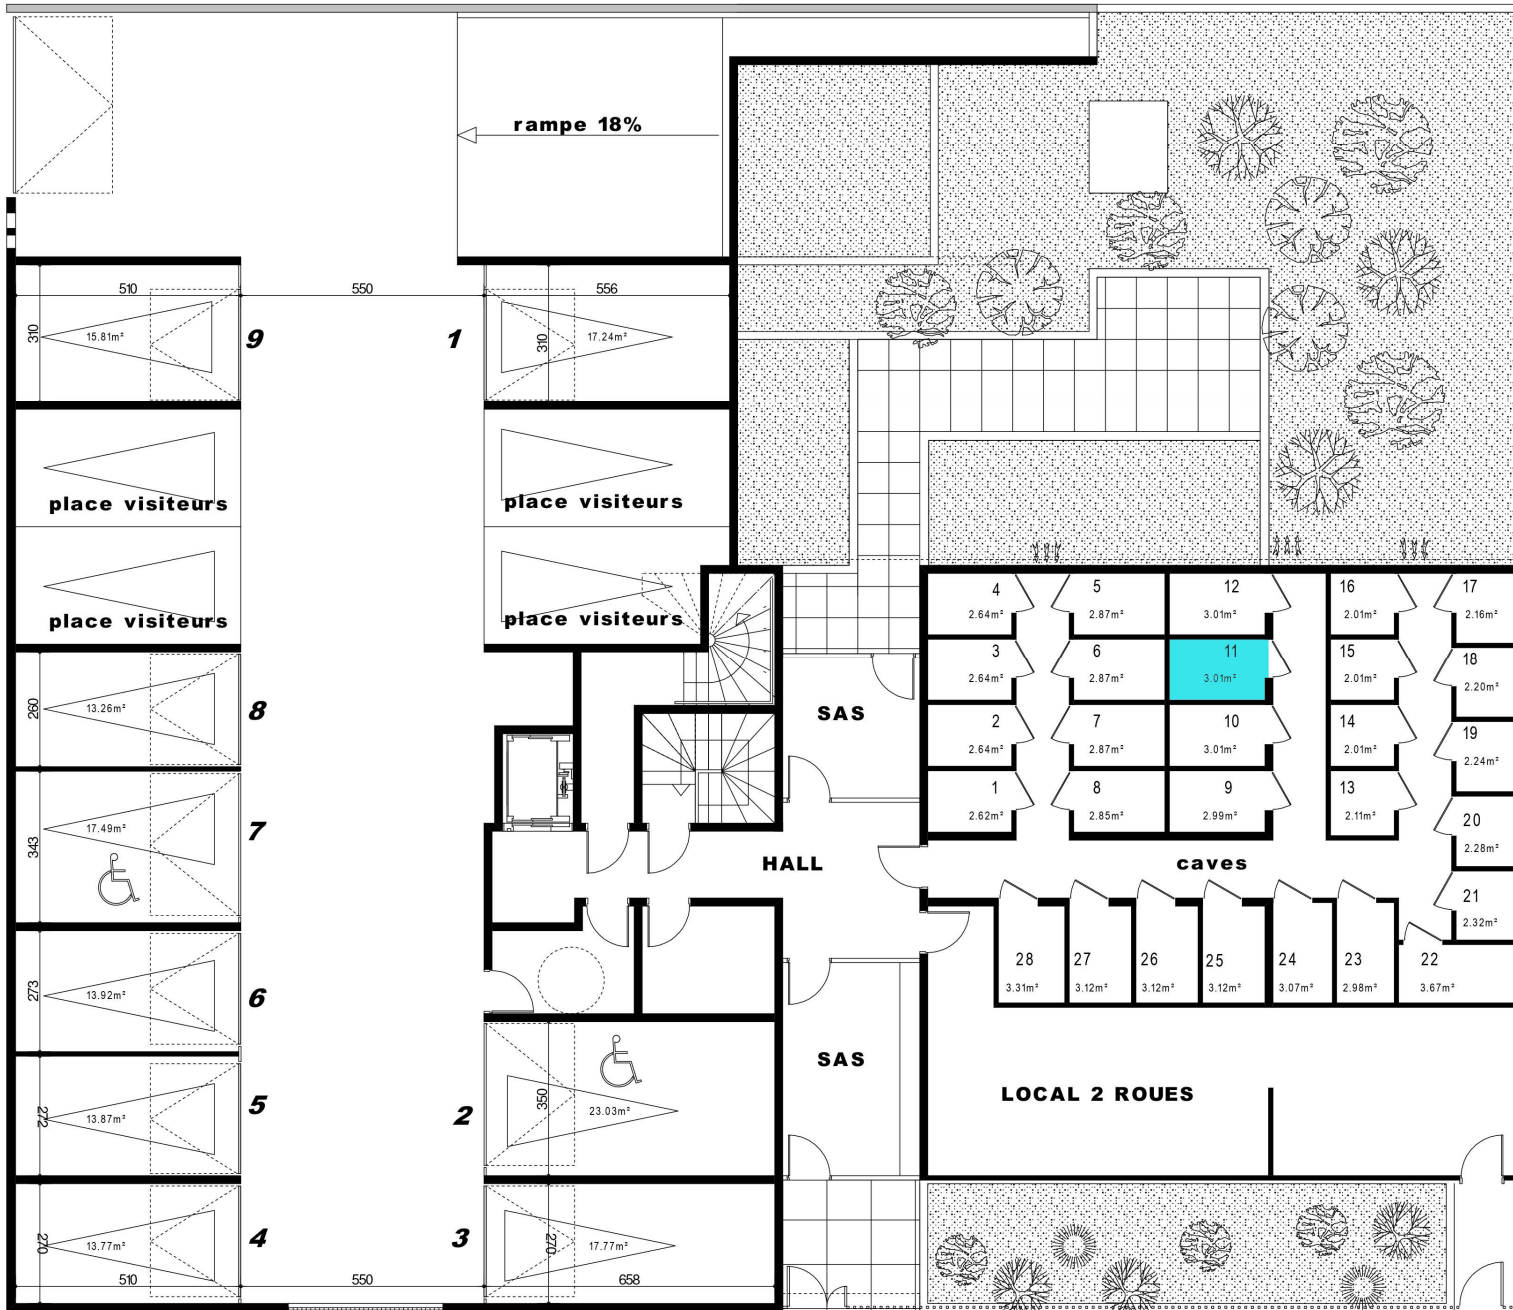 rampe 18%
510
550
556
310
15.81m²
9
1
310
17.24m²
place visiteurs
place visiteurs
place visiteurs
place visiteurs
260
13.26m²
8
343
17.49m²
7
273
13.92m²
6
272
13.87m²
5
2
350
23.03m²
270
13.77m²
4
3
270
17.77m²
510
550
658
SAS
HALL
SAS
caves
LOCAL 2 ROUES
4
2.64m²
5
2.87m²
12
3.01m²
16
2.01m²
17
2.16m²
3
2.64m²
6
2.87m²
11
3.01m²
15
2.01m²
18
2.20m²
2
2.64m²
7
2.87m²
10
3.01m²
14
2.01m²
19
2.24m²
1
2.62m²
8
2.85m²
9
2.99m²
13
2.11m²
20
2.28m²
21
2.32m²
28
3.31m²
27
3.12m²
26
3.12m²
25
3.12m²
24
3.07m²
23
2.98m²
22
3.67m²